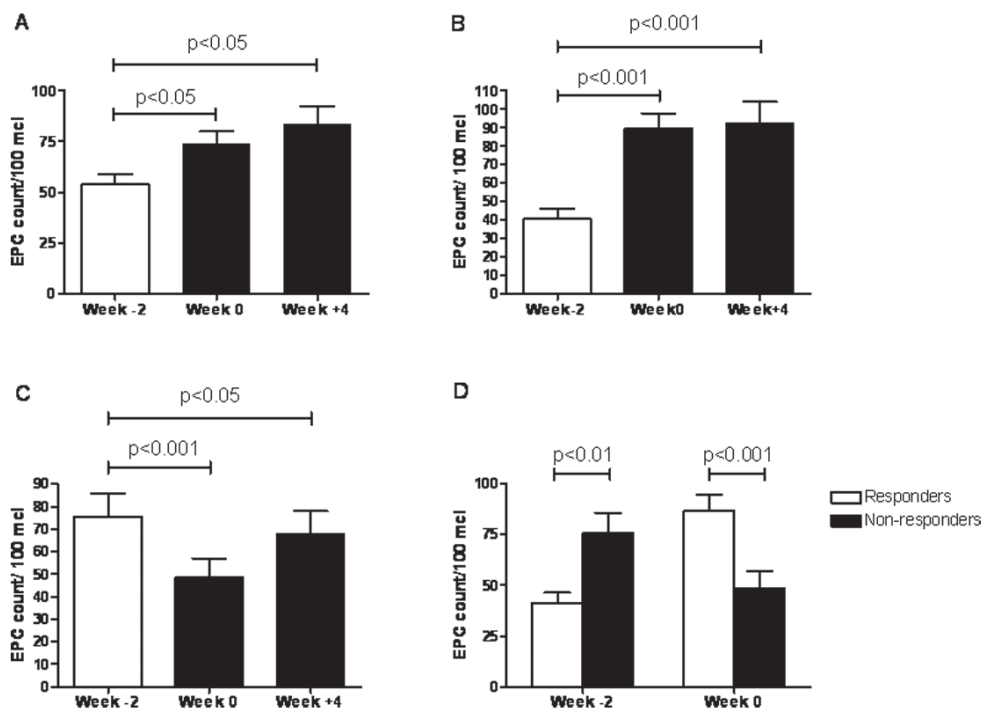 A
p<0.05
p<0.05
EPC count/100 mcl
100
75
50
25
0
Week -2 Week 0 Week +4
B
p<0.001
p<0.001
EPC count/ 100 mcl
110
100
90
80
70
60
50
40
30
20
10
0
Week-2 Week0 Week+4
C
p<0.05
p<0.001
EPC count/ 100 mcl
90
80
70
60
50
40
30
20
10
0
Week -2 Week 0 Week +4
D
p<0.01 p<0.001
EPC count/100 mcl
100
75
50
25
0
Week -2 Week 0
Responders
Non-responders